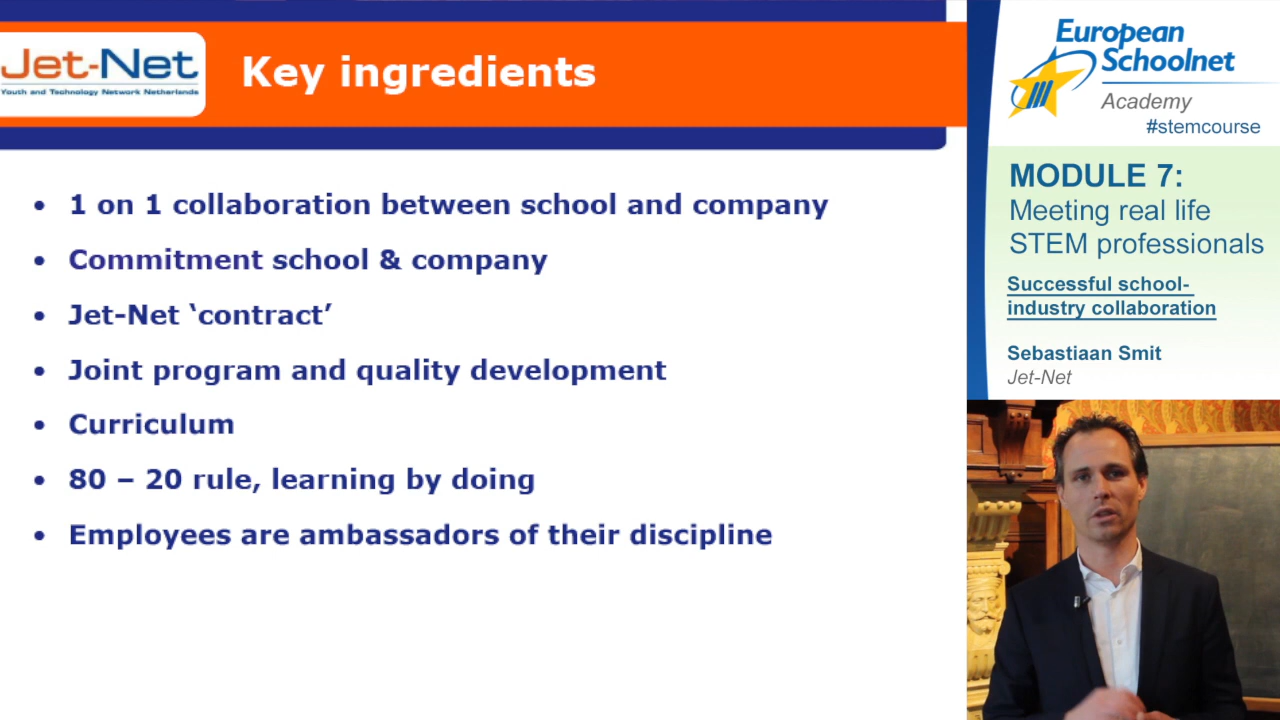 Jet-Net
Youth and Technology Network Netherlands
Key ingredients
• 1 on 1 collaboration between school and company
• Commitment school & company
• Jet-Net ‘contract’
• Joint program and quality development
• Curriculum
• 80 – 20 rule, learning by doing
• Employees are ambassadors of their discipline
European
Schoolnet
Academy
#stemcourse
MODULE 7:
Meeting real life
STEM professionals
Successful school-
industry collaboration
Sebastiaan Smit
Jet-Net